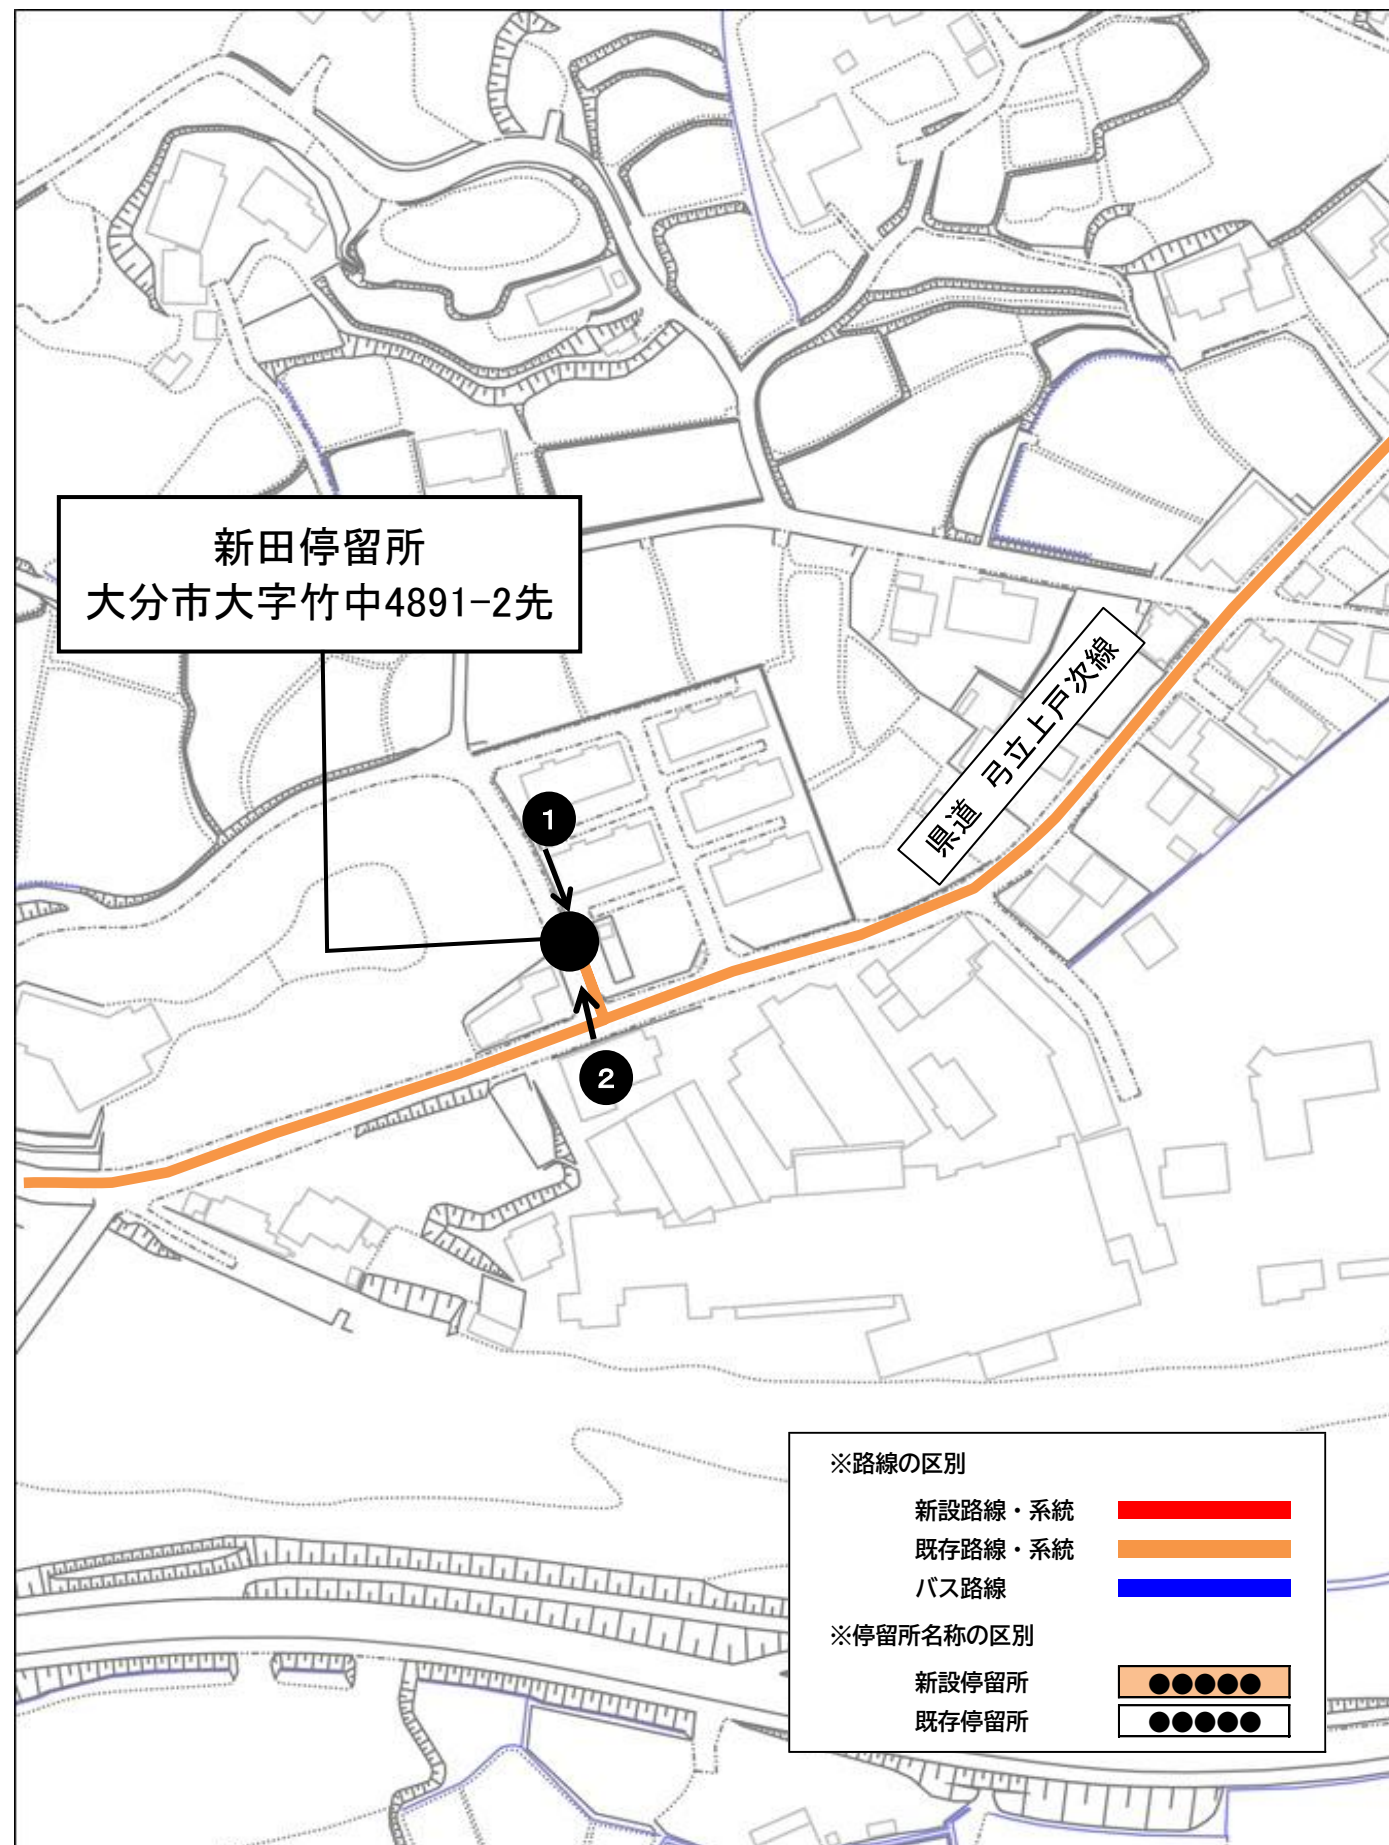 新田停留所
大分市大字竹中4891-2先
県道 弓立上戸次線
1
2
※路線の区別
新設路線・系統
既存路線・系統
バス路線
※停留所名称の区別
新設停留所
●●●●●
既存停留所
●●●●●